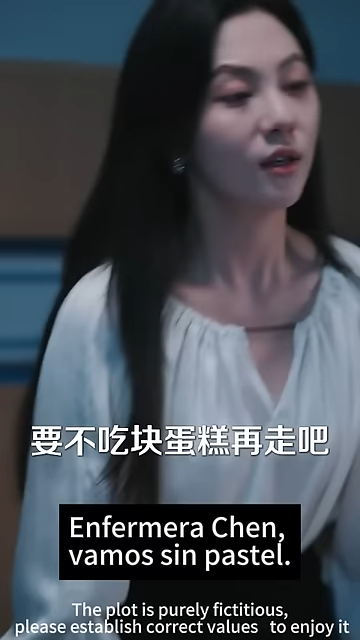 要不吃块蛋糕再走吧
Enfermera Chen,
vamos sin pastel.
The plot is purely fictitious,
please establish correct values to enjoy it